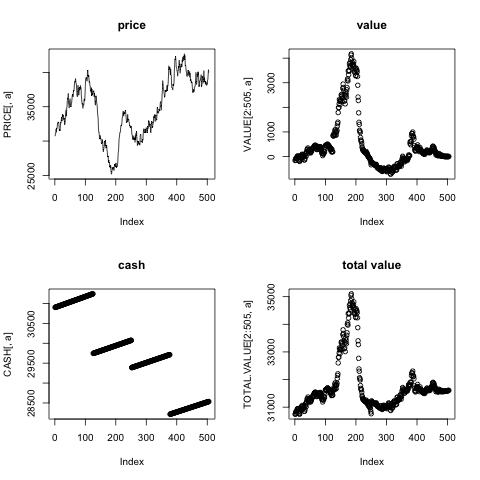 price
PRICE[, a]
25000
35000
0 100 200 300 400 500
Index
value
VALUE[2:505, a]
0
1000
3000
0 100 200 300 400 500
Index
cash
CASH[, a]
28500
29500
30500
0 100 200 300 400 500
Index
total value
TOTAL.VALUE[2:505, a]
31000
33000
35000
0 100 200 300 400 500
Index